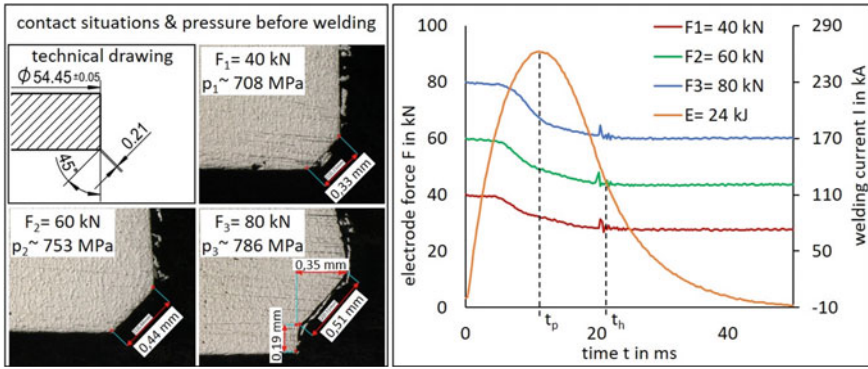 contact situations & pressure before welding
technical drawing
Φ 54.45 ±0.05
0.21
45°
F1= 40 kN
p1~ 708 MPa
0,33 mm
F2= 60 kN
p2~ 753 MPa
0,44 mm
F3= 80 kN
p3~ 786 MPa
0,35 mm
0,51 mm
0,19 mm
electrode force F in kN
100
80
60
40
20
0
F1= 40 kN
F2= 60 kN
F3= 80 kN
E= 24 kJ
290
230
170
110
50
-10
welding current I in kA
0
tp
20
th
40
time t in ms